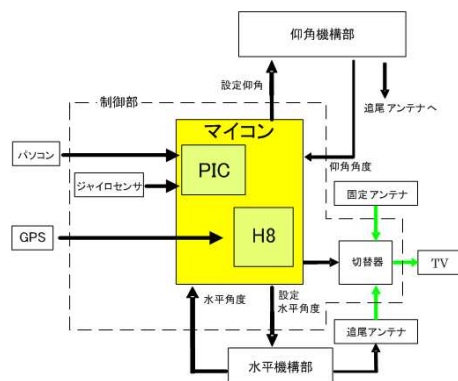 仰角機構部
設定仰角
制御部
追尾アンテナへ
マイコン
パソコン
PIC
仰角角度
ジャイロセンサ
固定アンテナ
GPS
H8
切替器
TV
水平角度
設定
水平角度
追尾アンテナ
水平機構部